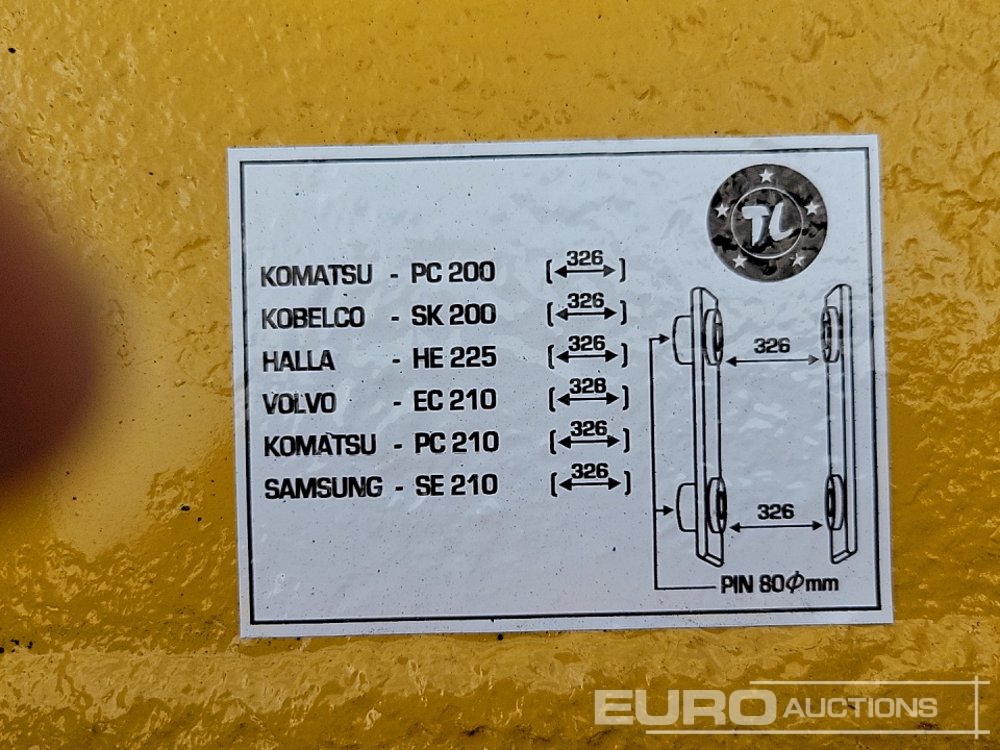 TL
KOMATSU - PC 200 [326]
KOBELCO - SK 200 [326]
HALLA - HE 225 [326]
VOLVO - EC 210 [326]
KOMATSU - PC 210 [326]
SAMSUNG - SE 210 [326]
326
326
PIN 80Φmm
EURO AUCTIONS